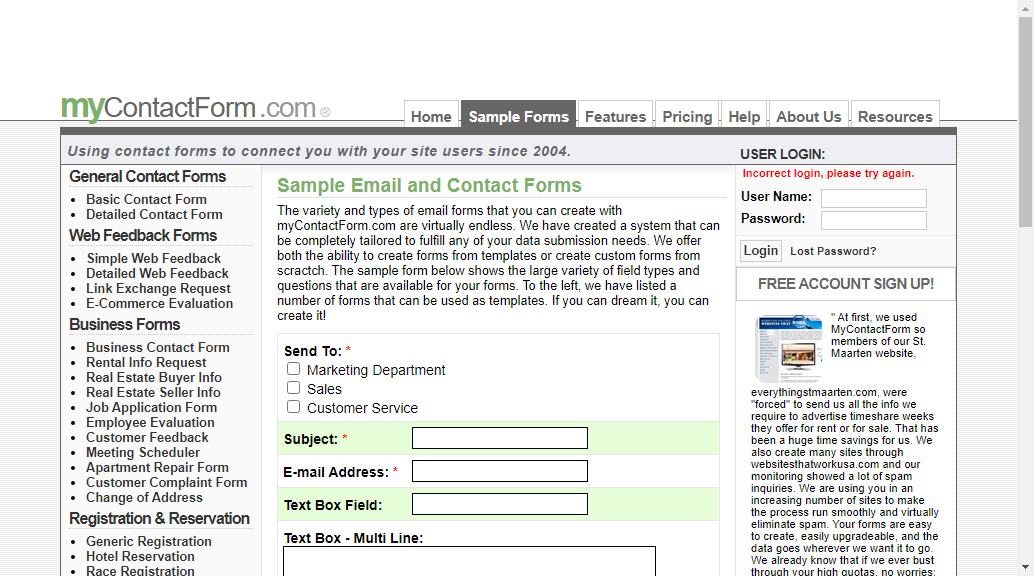 myContactForm.com ®
Home
Sample Forms
Features
Pricing
Help
About Us
Resources
Using contact forms to connect you with your site users since 2004.
General Contact Forms
Basic Contact Form
Detailed Contact Form
Web Feedback Forms
Simple Web Feedback
Detailed Web Feedback
Link Exchange Request
E-Commerce Evaluation
Business Forms
Business Contact Form
Rental Info Request
Real Estate Buyer Info
Real Estate Seller Info
Job Application Form
Employee Evaluation
Customer Feedback
Meeting Scheduler
Apartment Repair Form
Customer Complaint Form
Change of Address
Registration & Reservation
Generic Registration
Hotel Reservation
Race Registration
Sample Email and Contact Forms
The variety and types of email forms that you can create with
myContactForm.com are virtually endless. We have created a system that can
be completely tailored to fulfill any of your data submission needs. We offer
both the ability to create forms from templates or create custom forms from
scractch. The sample form below shows the large variety of field types and
questions that are available for your forms. To the left, we have listed a
number of forms that can be used as templates. If you can dream it, you can
create it!
Send To: *
Marketing Department
Sales
Customer Service
Subject: *
E-mail Address: *
Text Box Field:
Text Box - Multi Line:
USER LOGIN:
Incorrect login, please try again.
User Name:
Password:
Login Lost Password?
FREE ACCOUNT SIGN UP!
" At first, we used
MyContactForm so
members of our St.
Maarten website,
everythingstmaarten.com, were
"forced" to send us all the info we
require to advertise timeshare weeks
they offer for rent or for sale. That has
been a huge time savings for us. We
also create many sites through
websitesthatworkusa.com and our
monitoring showed a lot of spam
inquiries. We are using you in an
increasing number of sites to make
the process run smoothly and virtually
eliminate spam. Your forms are easy
to create, easily upgradeable, and the
data goes wherever we want it to go.
We already know that if we ever bust
through your high quotas, no worries;